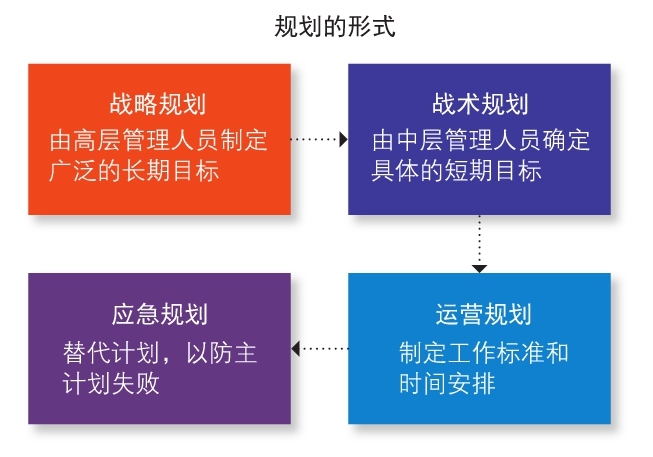 规划的形式
战略规划
由高层管理人员制定
广泛的长期目标
战术规划
由中层管理人员确定
具体的短期目标
应急规划
替代计划，以防主
计划失败
运营规划
制定工作标准和
时间安排